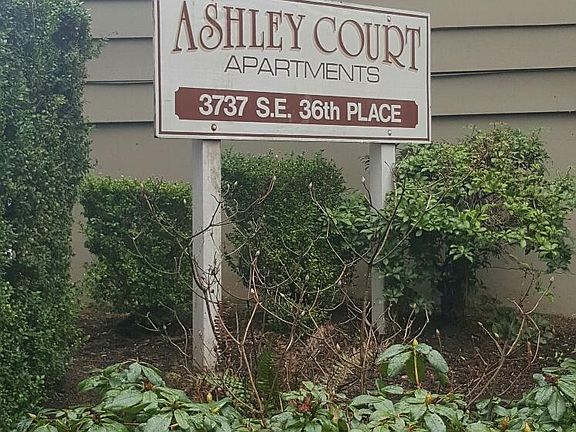 ASHLEY COURT
APARTMENTS
3737 S.E. 36th PLACE